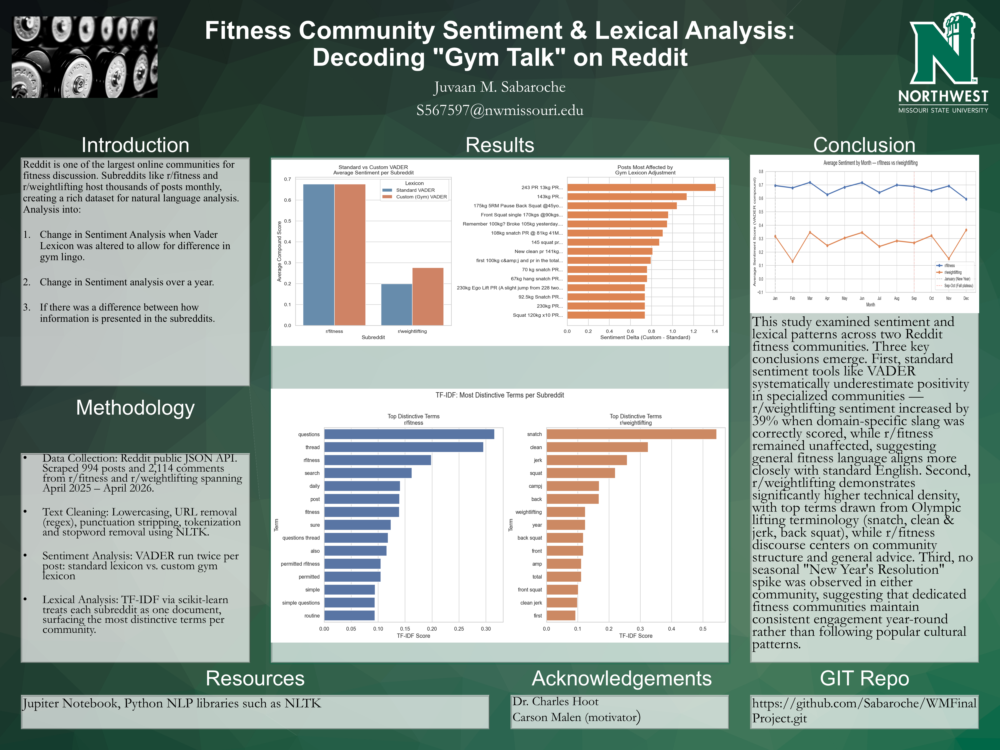 Fitness Community Sentiment & Lexical Analysis:
Decoding "Gym Talk" on Reddit
Juvaan M. Sabaroche
S567597@nwmissouri.edu
N
TM
NORTHWEST
MISSOURI STATE UNIVERSITY
Introduction
Reddit is one of the largest online communities for
fitness discussion. Subreddits like r/fitness and
r/weightlifting host thousands of posts monthly,
creating a rich dataset for natural language analysis.
Analysis into:
1. Change in Sentiment Analysis when Vader
Lexicon was altered to allow for difference in
gym lingo.
2. Change in Sentiment analysis over a year.
3. If there was a difference between how
information is presented in the subreddits.
Methodology
• Data Collection: Reddit public JSON API.
Scraped 994 posts and 2,114 comments
from r/fitness and r/weightlifting spanning
April 2025 – April 2026.
• Text Cleaning: Lowercasing, URL removal
(regex), punctuation stripping, tokenization
and stopword removal using NLTK.
• Sentiment Analysis: VADER run twice per
post: standard lexicon vs. custom gym
lexicon
• Lexical Analysis: TF-IDF via scikit-learn
treats each subreddit as one document,
surfacing the most distinctive terms per
community.
Results
Standard vs Custom VADER
Average Sentiment per Subreddit
Lexicon
Standard VADER
Custom (Gym) VADER
Average Compound Score
0.7
0.6
0.5
0.4
0.3
0.2
0.1
0.0
r/fitness
r/weightlifting
Subreddit
Posts Most Affected by
Gym Lexicon Adjustment
243 PR 13kg PR...
143kg PR...
175kg 5RM Pause Back Squat @45yo...
Front Squat single 170kgs @90kgs...
Remember 100kg? Broke 105kg yesterday....
108kg snatch PR @ 81kg 41M...
145 squat pr...
New clean pr 141kg...
first 100kg c&amp;j and pr in the total...
70 kg snatch PR...
67kg hang snatch PR...
230kg Ego Lift PR (A slight jump from 228 two...
92.5kg Snatch PR...
230kg PR...
Squat 120kg x10 PR...
0.0 0.2 0.4 0.6 0.8 1.0 1.2 1.4
Sentiment Delta (Custom - Standard)
TF-IDF: Most Distinctive Terms per Subreddit
Top Distinctive Terms
r/fitness
Term
questions
thread
rfitness
search
daily
post
fitness
sure
questions thread
also
permitted rfitness
permitted
simple
simple questions
routine
0.00 0.05 0.10 0.15 0.20 0.25 0.30
TF-IDF Score
Top Distinctive Terms
r/weightlifting
Term
snatch
clean
jerk
squat
campj
back
weightlifting
year
back squat
front
amp
total
front squat
clean jerk
first
0.0 0.1 0.2 0.3 0.4 0.5
TF-IDF Score
Conclusion
Average Sentiment by Month — r/fitness vs r/weightlifting
Average Sentiment Score (VADER compound)
0.8
0.7
0.6
0.5
0.4
0.3
0.2
0.1
0.0
−0.1
r/fitness
r/weightlifting
January (New Year)
Sep-Oct (Fall plateau)
Jan Feb Mar Apr May Jun Jul Aug Sep Oct Nov Dec
Month
This study examined sentiment and
lexical patterns across two Reddit
fitness communities. Three key
conclusions emerge. First, standard
sentiment tools like VADER
systematically underestimate positivity
in specialized communities —
r/weightlifting sentiment increased by
39% when domain-specific slang was
correctly scored, while r/fitness
remained unaffected, suggesting
general fitness language aligns more
closely with standard English. Second,
r/weightlifting demonstrates
significantly higher technical density,
with top terms drawn from Olympic
lifting terminology (snatch, clean &
jerk, back squat), while r/fitness
discourse centers on community
structure and general advice. Third, no
seasonal "New Year's Resolution"
spike was observed in either
community, suggesting that dedicated
fitness communities maintain
consistent engagement year-round
rather than following popular cultural
patterns.
Resources
Jupiter Notebook, Python NLP libraries such as NLTK
Acknowledgements
Dr. Charles Hoot
Carson Malen (motivator)
GIT Repo
https://github.com/Sabaroche/WMFinal
Project.git